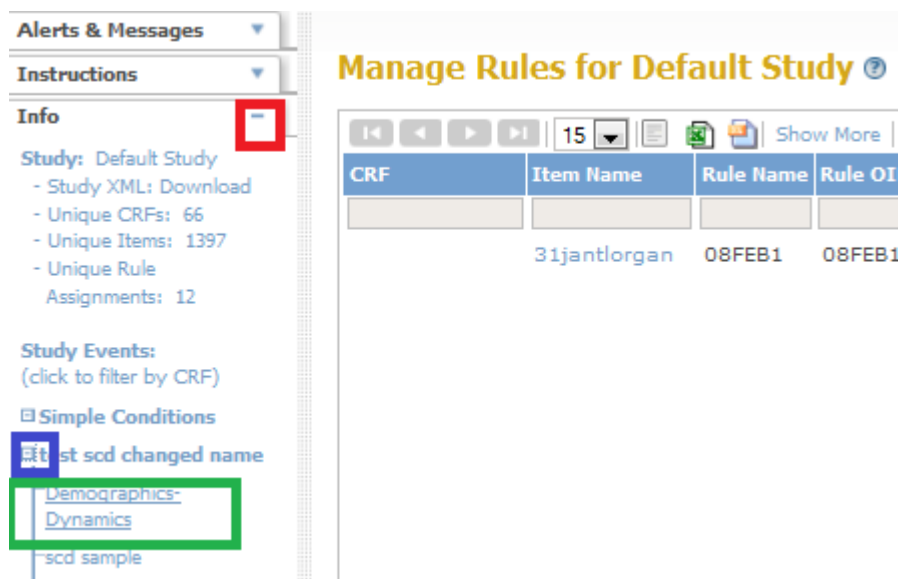 Alerts & Messages
Instructions
Info
Study: Default Study
- Study XML: Download
- Unique CRFs: 66
- Unique Items: 1397
- Unique Rule
Assignments: 12
Study Events:
(click to filter by CRF)
Simple Conditions
test scd changed name
Demographics-
Dynamics
scd sample
Manage Rules for Default Study
15 Show More
CRF Item Name Rule Name Rule OI
31jantlorgan 08FEB1 08FEB1